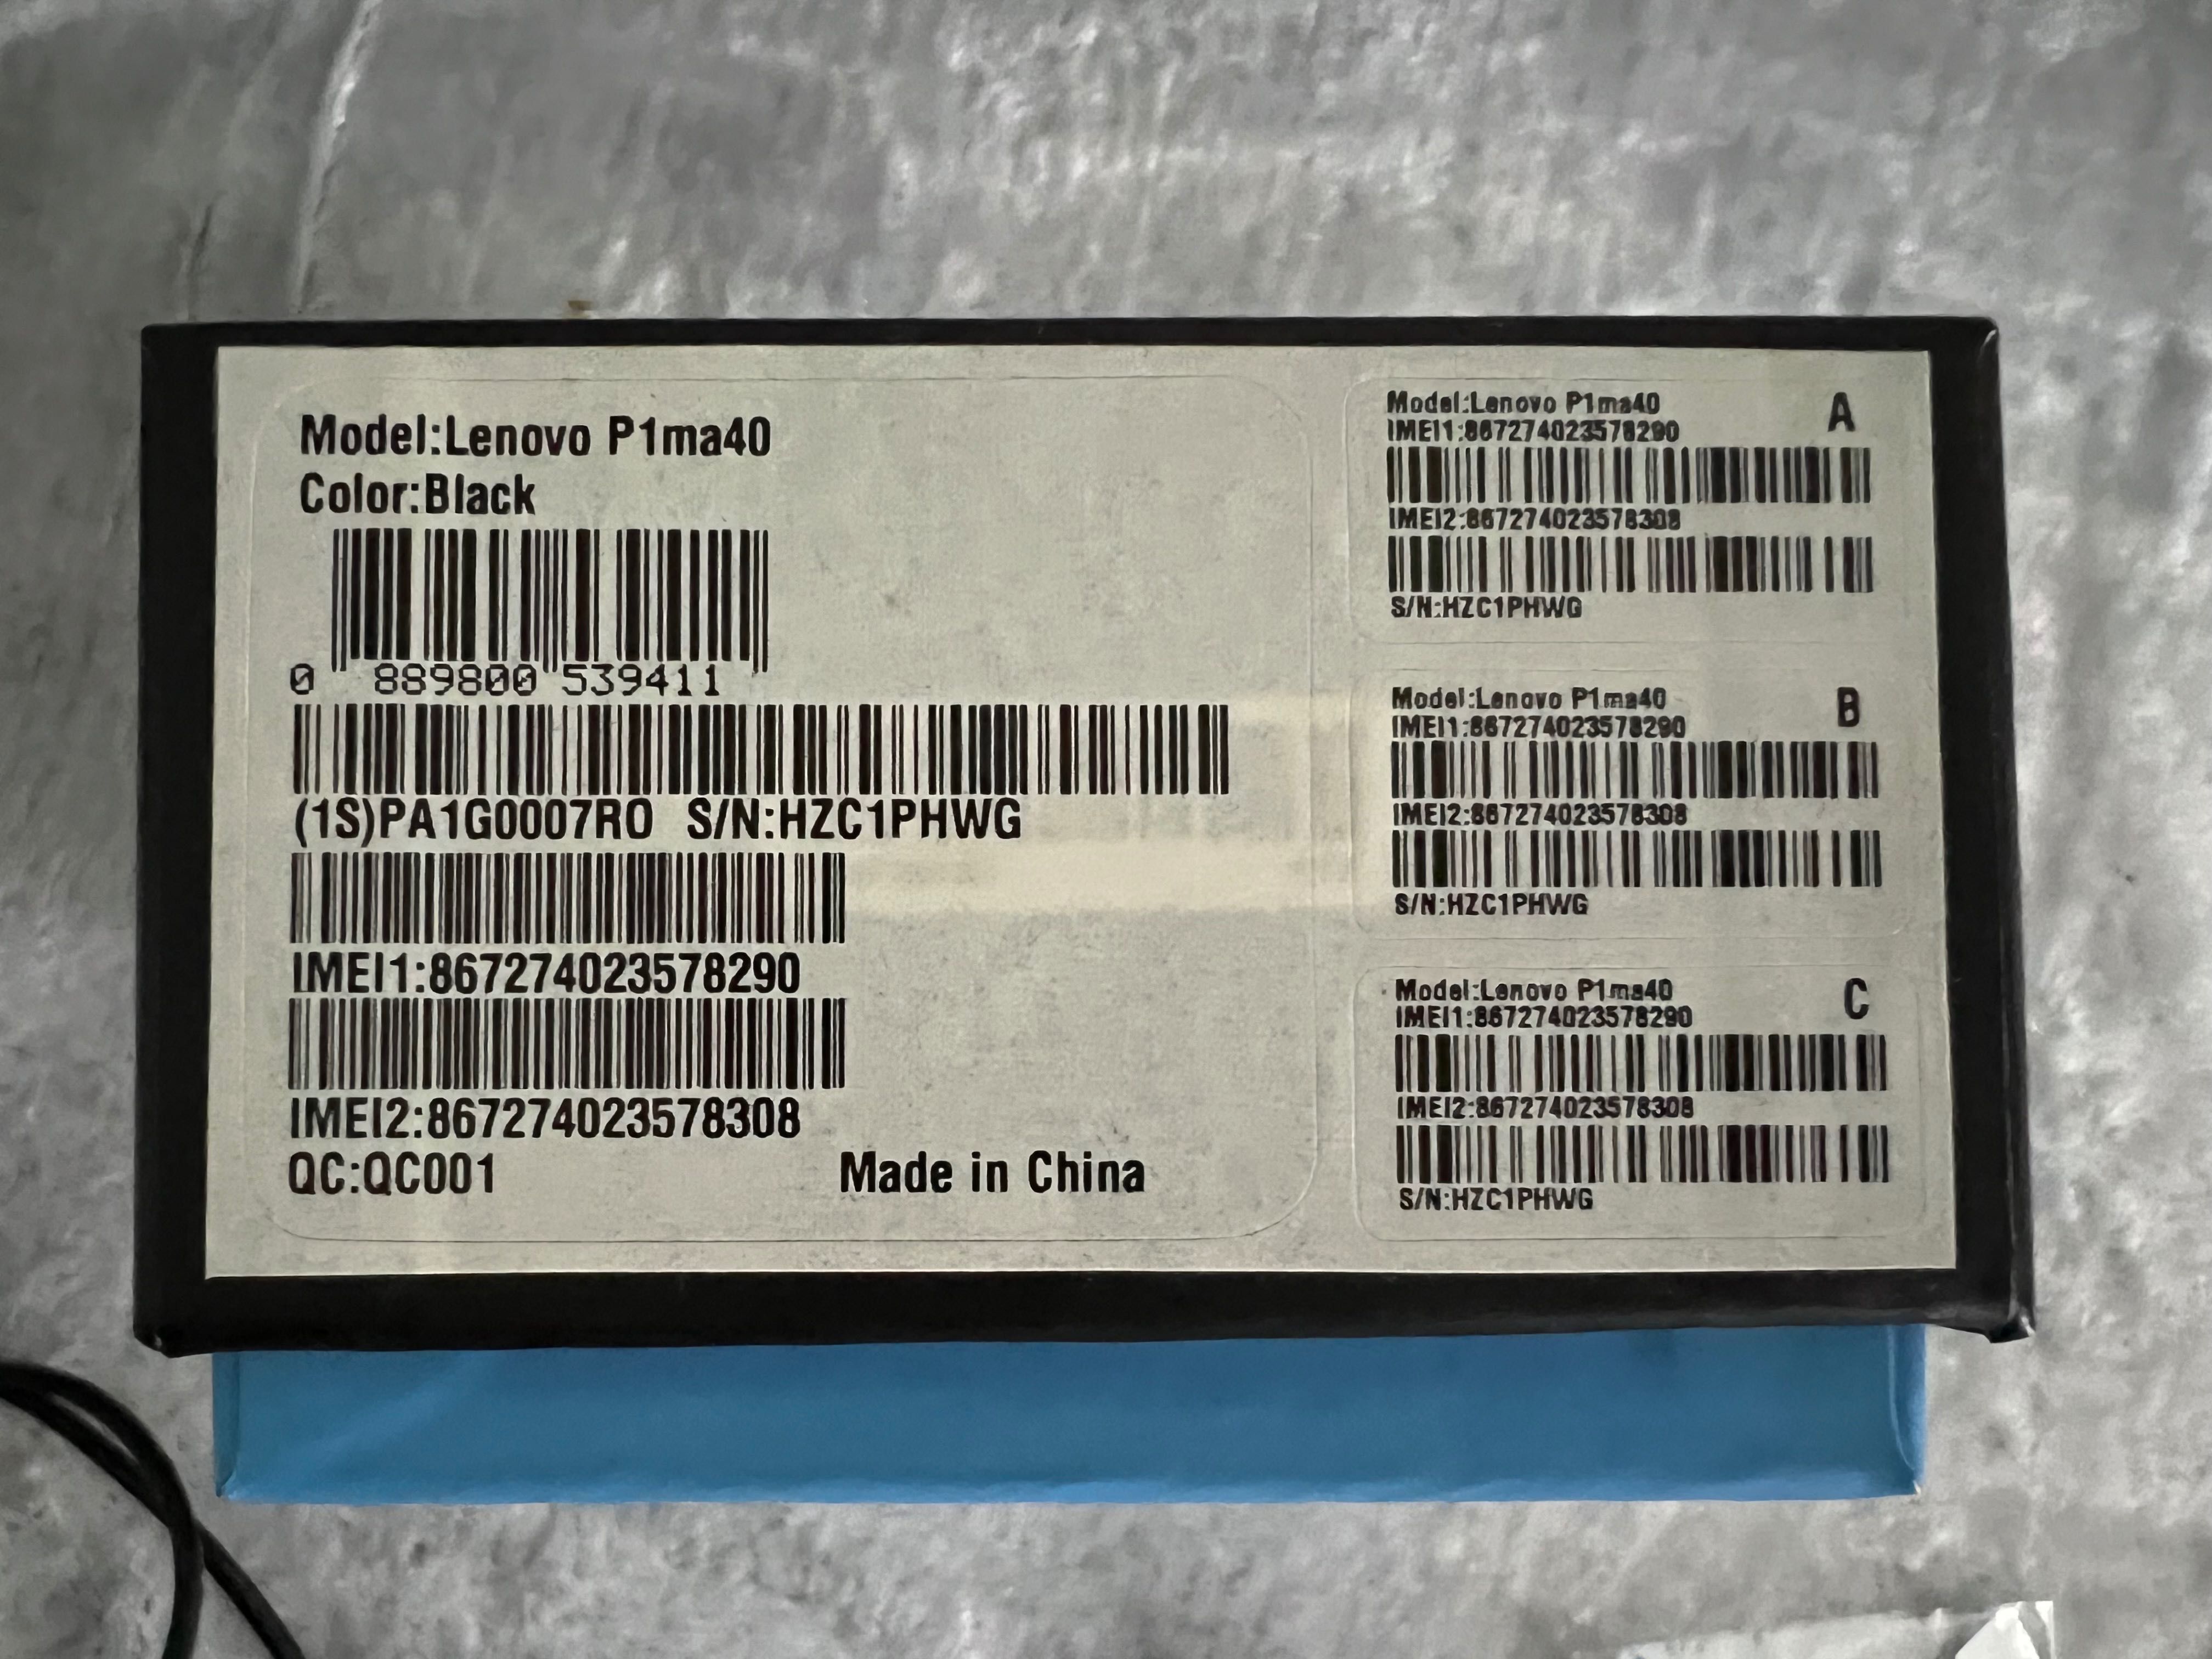 Model:Lenovo P1ma40
Color:Black
0 889800 539411
(1S)PA1G0007RO S/N:HZC1PHWG
IMEI1:867274023578290
IMEI2:867274023578308
QC:QC001 Made in China
Model:Lenovo P1ma40 A
IMEI1:867274023578290
IMEI2:867274023578308
S/N:HZC1PHWG
Model:Lenovo P1ma40 B
IMEI1:867274023578290
IMEI2:867274023578308
S/N:HZC1PHWG
Model:Lenovo P1ma40 C
IMEI1:867274023578290
IMEI2:867274023578308
S/N:HZC1PHWG